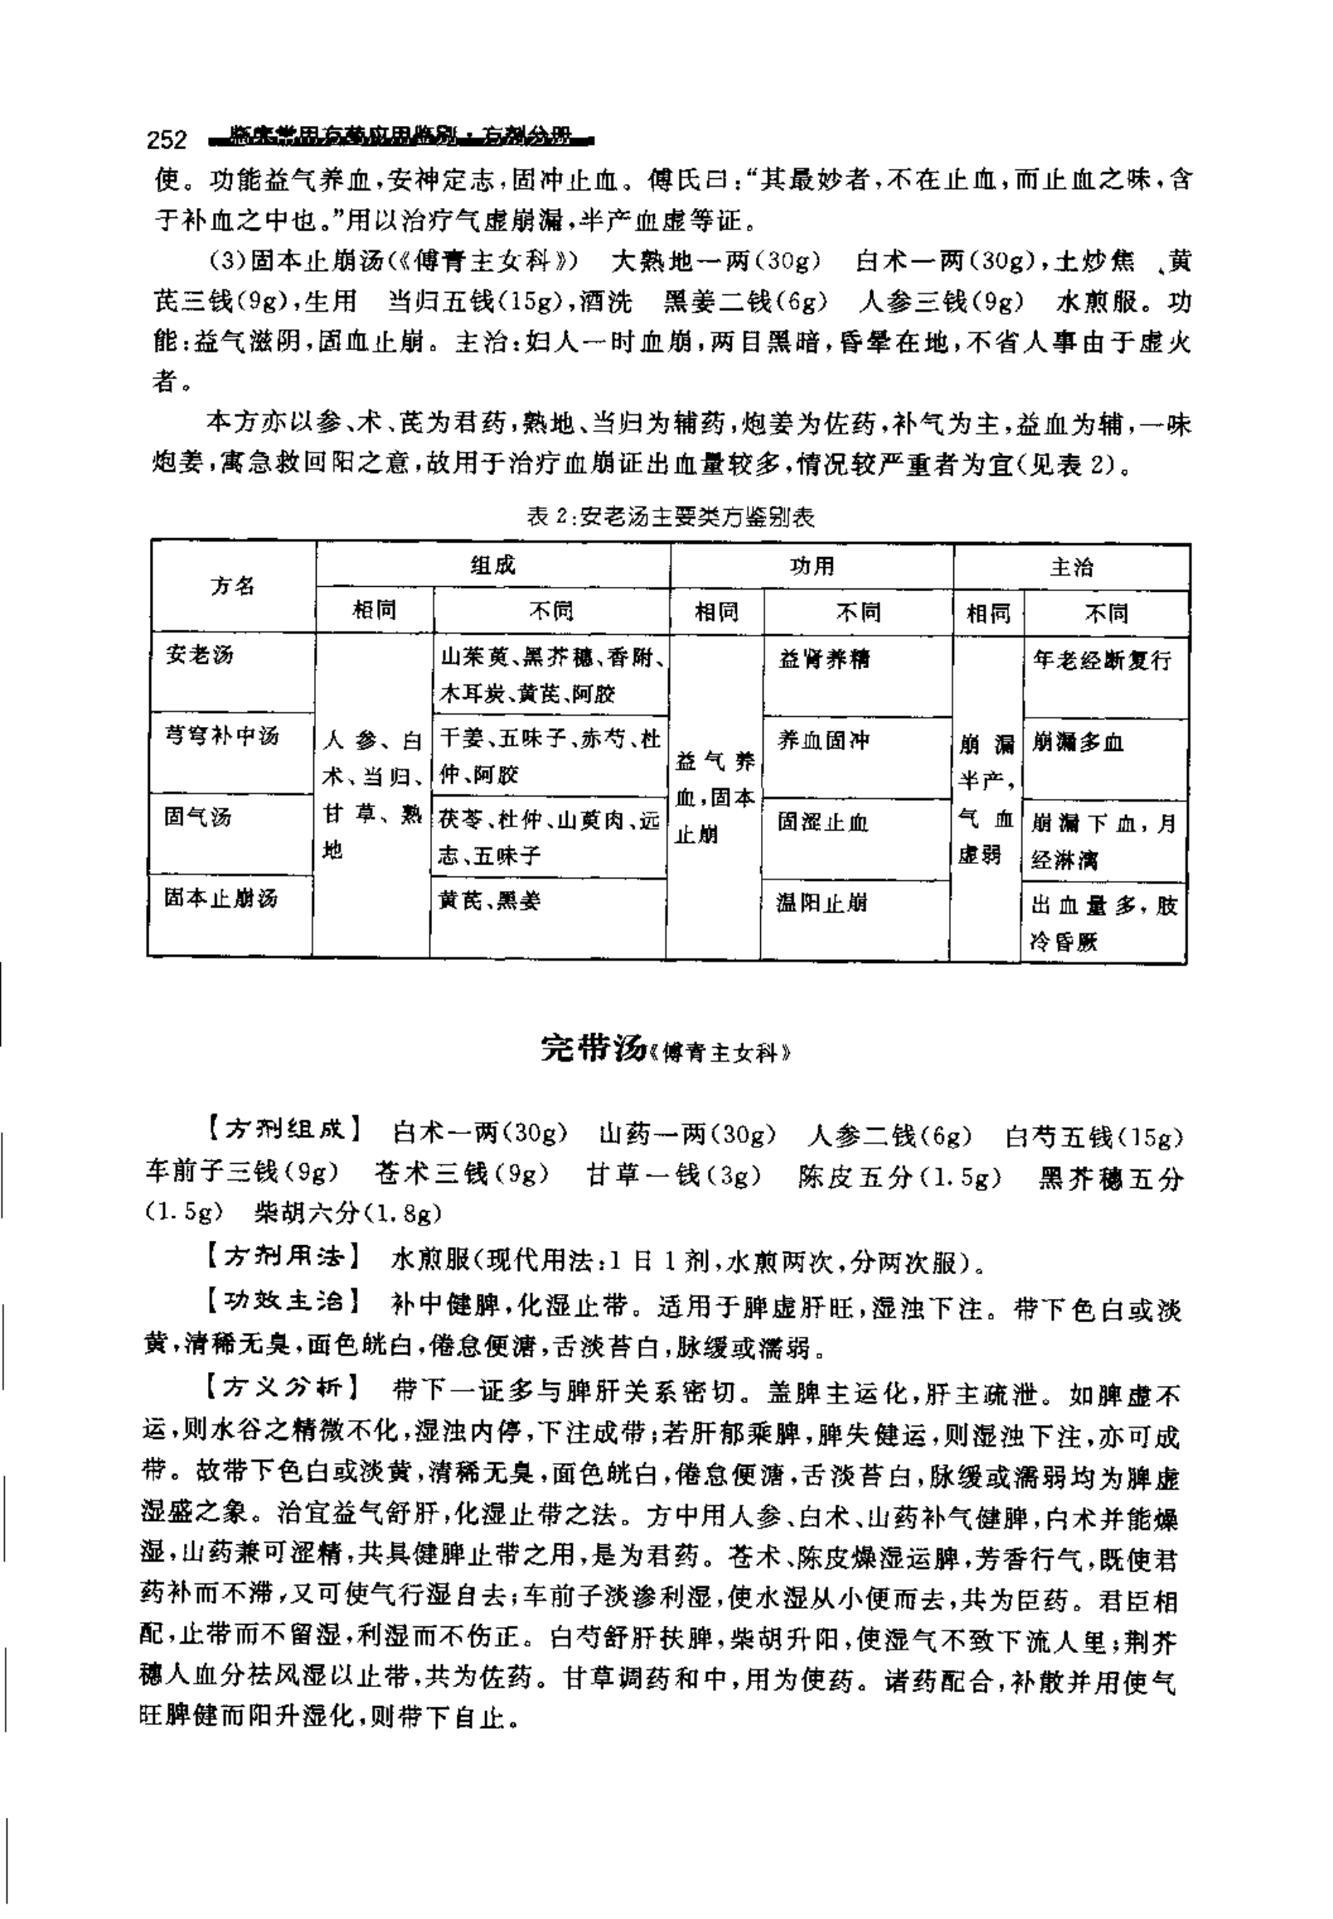 252 临床常用方药应用鉴别·方剂分册
使。功能益气养血,安神定志,固冲止血。傅氏曰:“其最妙者,不在止血,而止血之味,含
于补血之中也。”用以治疗气虚崩漏,半产血虚等证。
(3)固本止崩汤(《傅青主女科》) 大熟地一两(30g) 白术一两(30g),土炒焦 、黄
芪三钱(9g),生用 当归五钱(15g),酒洗 黑姜二钱(6g) 人参三钱(9g) 水煎服。功
能:益气滋阴,固血止崩。主治:妇人一时血崩,两目黑暗,昏晕在地,不省人事由于虚火
者。
本方亦以参、术、芪为君药,熟地、当归为辅药,炮姜为佐药,补气为主,益血为辅,一味
炮姜,寓急救回阳之意,故用于治疗血崩证出血量较多,情况较严重者为宜(见表 2)。
表 2:安老汤主要类方鉴别表
方名 组成 功用 主治
相同 不同 相同 不同 相同 不同
安老汤 山茱萸、黑芥穗、香附、 益肾养精 年老经断复行
木耳炭、黄芪、阿胶
芎䓖补中汤 干姜、五味子、赤芍、杜 养血固冲 崩漏多血
仲、阿胶
人参、白
术、当归、
甘草、熟
地
益气养
血,固本
止崩
崩漏
半产,
气血
虚弱
固气汤 茯苓、杜仲、山萸肉、远 固涩止血 崩漏下血,月
志、五味子 经淋漓
固本止崩汤 黄芪、黑姜 温阳止崩 出血量多,肢
冷昏厥
完带汤《傅青主女科》
【方剂组成】 白术一两(30g) 山药一两(30g) 人参二钱(6g) 白芍五钱(15g)
车前子三钱(9g) 苍术三钱(9g) 甘草一钱(3g) 陈皮五分(1.5g) 黑芥穗五分
(1.5g) 柴胡六分(1.8g)
【方剂用法】 水煎服(现代用法:1 日 1 剂,水煎两次,分两次服)。
【功效主治】 补中健脾,化湿止带。适用于脾虚肝旺,湿浊下注。带下色白或淡
黄,清稀无臭,面色㿠白,倦怠便溏,舌淡苔白,脉缓或濡弱。
【方义分析】 带下一证多与脾肝关系密切。盖脾主运化,肝主疏泄。如脾虚不
运,则水谷之精微不化,湿浊内停,下注成带;若肝郁乘脾,脾失健运,则湿浊下注,亦可成
带。故带下色白或淡黄,清稀无臭,面色㿠白,倦怠便溏,舌淡苔白,脉缓或濡弱均为脾虚
湿盛之象。治宜益气舒肝,化湿止带之法。方中用人参、白术、山药补气健脾,白术并能燥
湿,山药兼可涩精,共具健脾止带之用,是为君药。苍术、陈皮燥湿运脾,芳香行气,既使君
药补而不滞,又可使气行湿自去;车前子淡渗利湿,使水湿从小便而去,共为臣药。君臣相
配,止带而不留湿,利湿而不伤正。白芍舒肝扶脾,柴胡升阳,使湿气不致下流人里;荆芥
穗人血分祛风湿以止带,共为佐药。甘草调药和中,用为使药。诸药配合,补散并用使气
旺脾健而阳升湿化,则带下自止。